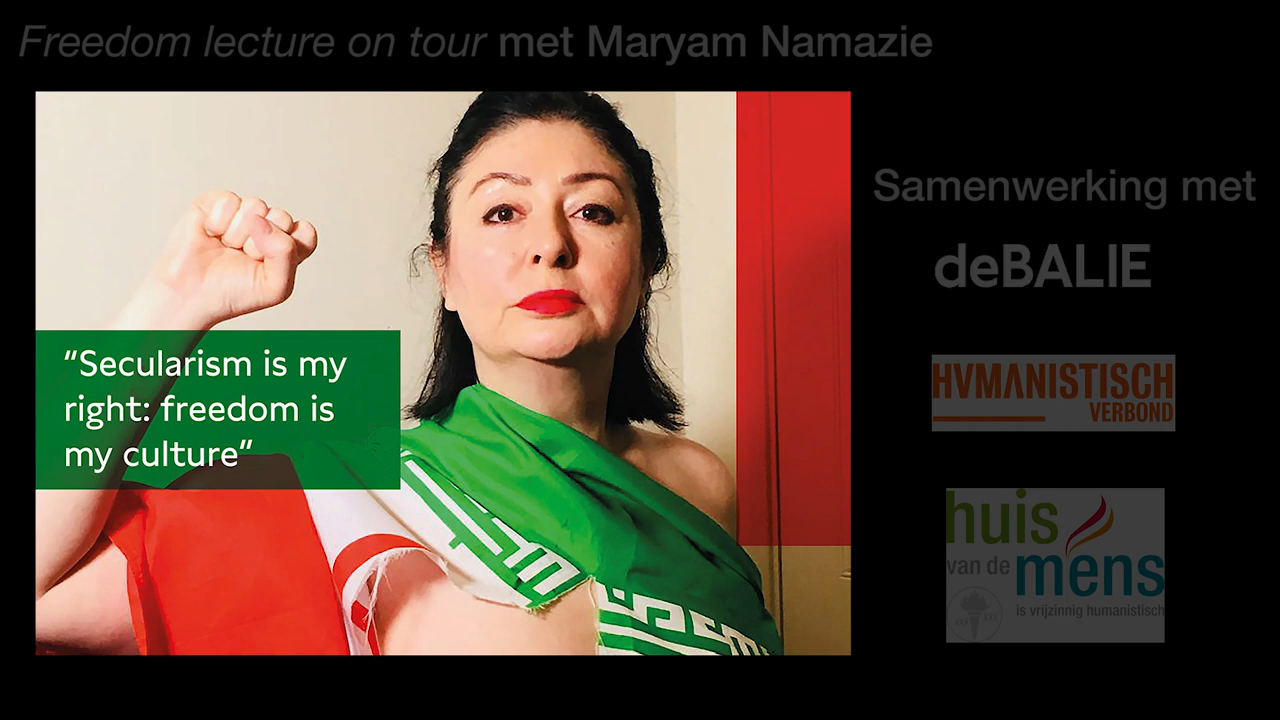 Freedom lecture on tour met Maryam Namazie
“Secularism is my
right: freedom is
my culture”
Samenwerking met
deBALIE
HVMANISTISCH
VERBOND
huis
van de mens
is vrijzinnig humanistisch